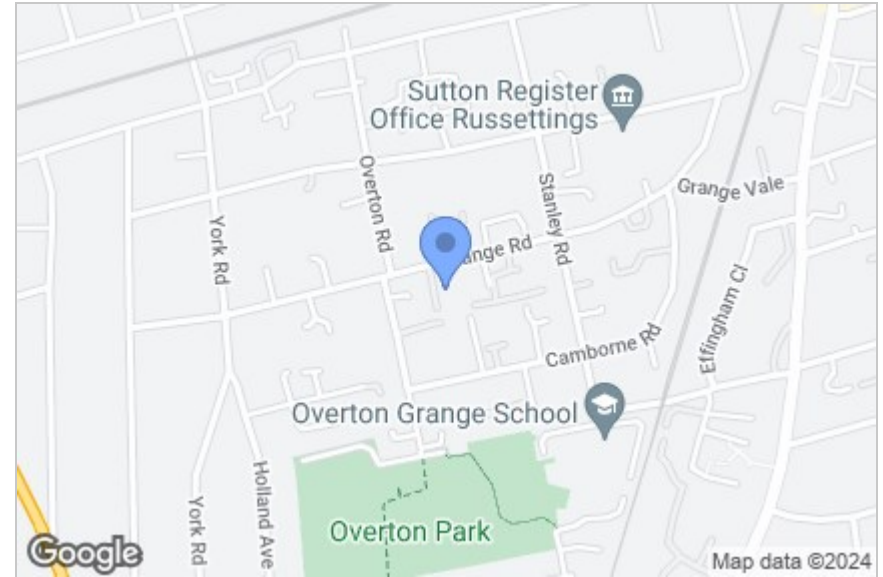 Sutton Register
Office Russettings
Overton Rd
Stanley Rd
Grange Vale
York Rd
ange Rd
Effingham Cl
Camborne Rd
Overton Grange School
Holland Ave
York Rd
Overton Park
Google
Map data ©2024